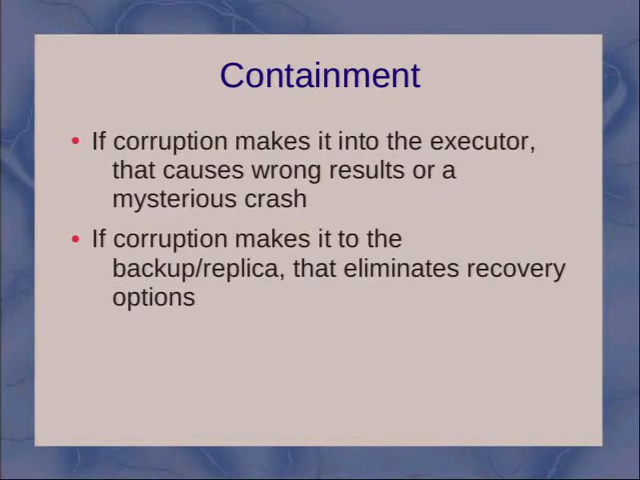 Containment
• If corruption makes it into the executor,
that causes wrong results or a
mysterious crash
• If corruption makes it to the
backup/replica, that eliminates recovery
options